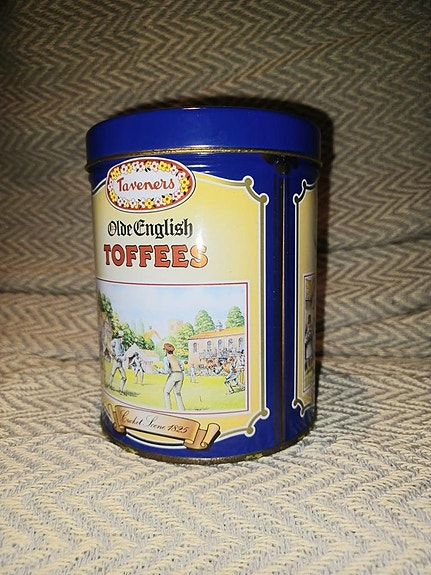 Taveners
Olde English
TOFFEES
Cricket Scene 1825